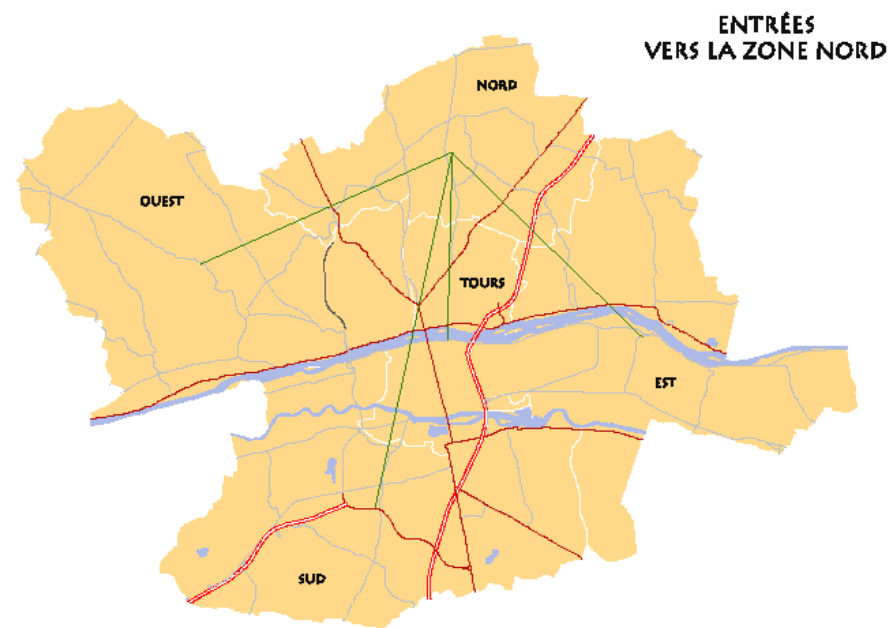 ENTRÉES
VERS LA ZONE NORD
NORD
OUEST
TOURS
EST
SUD